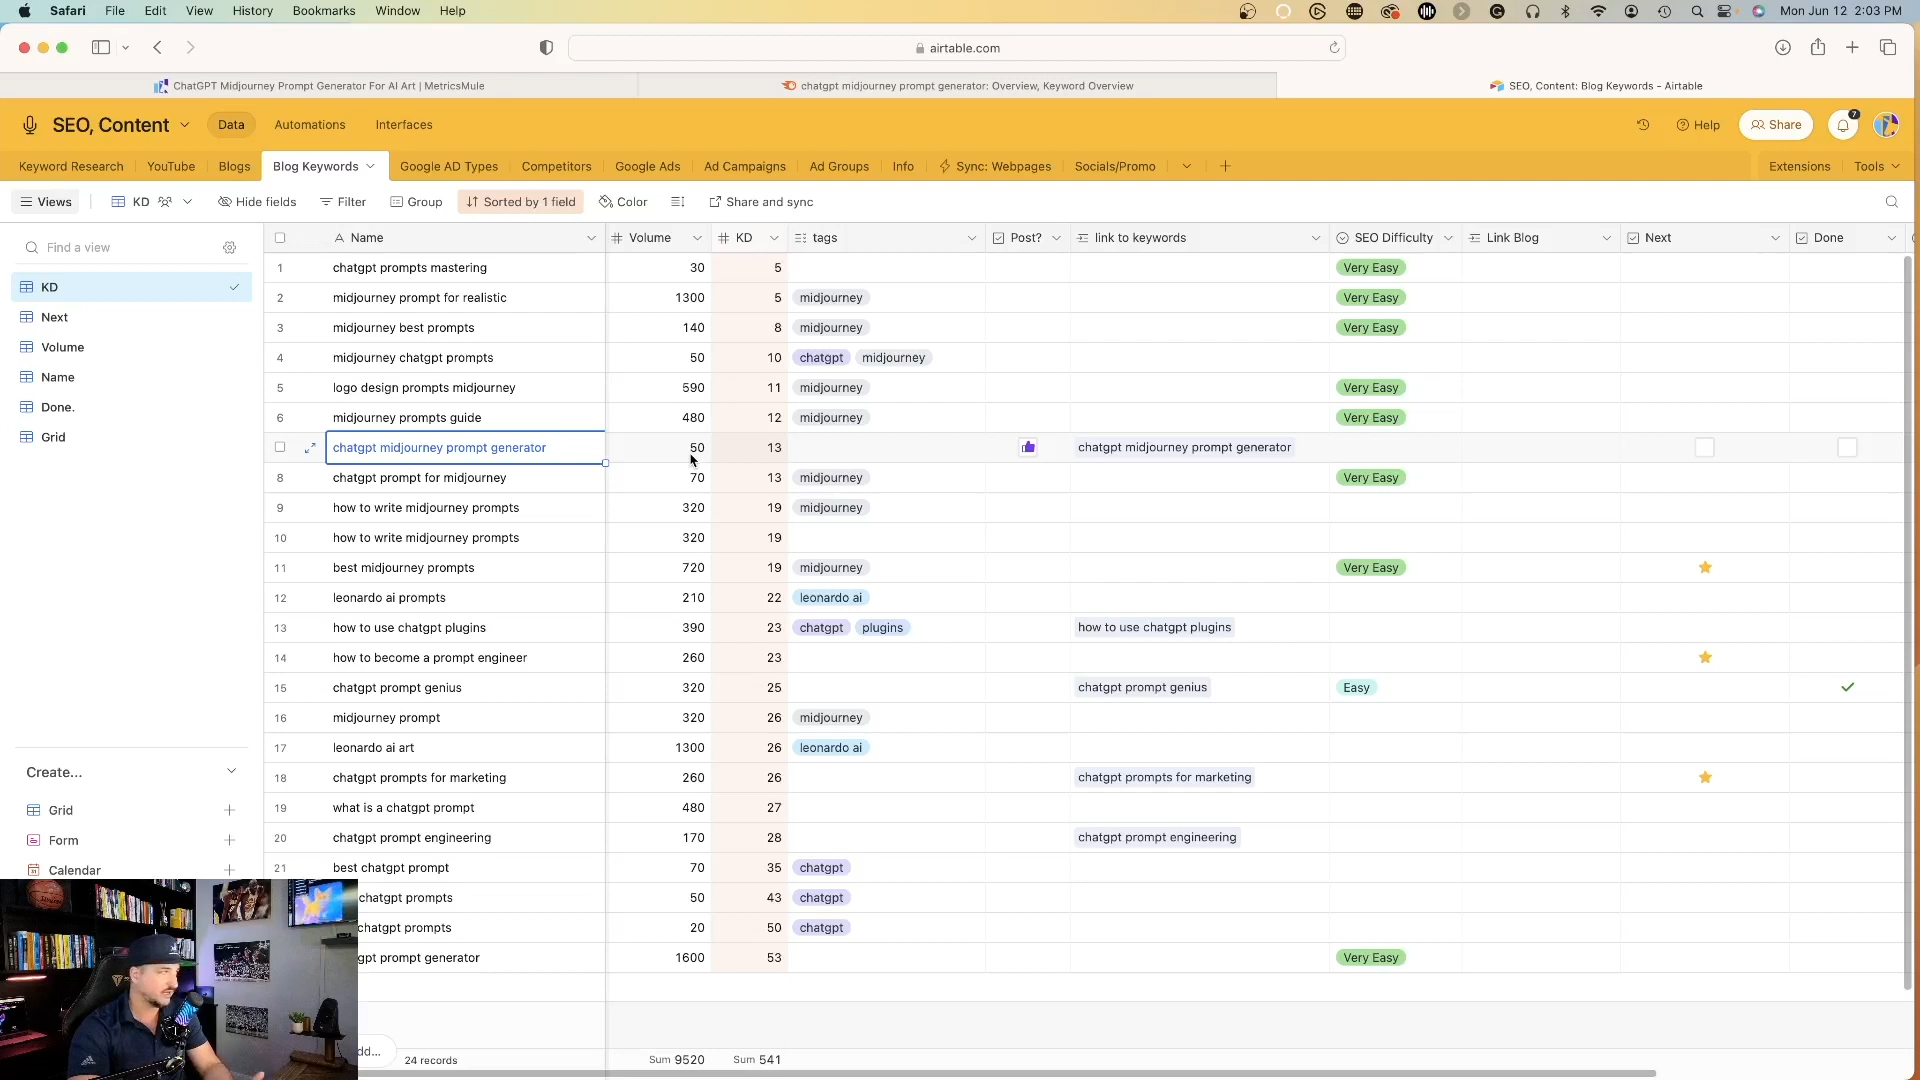 Safari File Edit View History Bookmarks Window Help Mon Jun 12 2:03 PM
airtable.com
ChatGPT Midjourney Prompt Generator For AI Art | MetricsMule chatgpt midjourney prompt generator: Overview, Keyword Overview SEO, Content: Blog Keywords - Airtable
SEO, Content Data Automations Interfaces Help Share 7
Keyword Research YouTube Blogs Blog Keywords Google AD Types Competitors Google Ads Ad Campaigns Ad Groups Info Sync: Webpages Socials/Promo Extensions Tools
Views KD Hide fields Filter Group Sorted by 1 field Color Share and sync
Find a view
KD
Next
Volume
Name
Done.
Grid
Create...
Grid
Form
Calendar
Name Volume KD tags Post? link to keywords SEO Difficulty Link Blog Next Done
1 chatgpt prompts mastering 30 5 Very Easy
2 midjourney prompt for realistic 1300 5 midjourney Very Easy
3 midjourney best prompts 140 8 midjourney Very Easy
4 midjourney chatgpt prompts 50 10 chatgpt midjourney
5 logo design prompts midjourney 590 11 midjourney Very Easy
6 midjourney prompts guide 480 12 midjourney Very Easy
chatgpt midjourney prompt generator 50 13 chatgpt midjourney prompt generator
8 chatgpt prompt for midjourney 70 13 midjourney Very Easy
9 how to write midjourney prompts 320 19 midjourney
10 how to write midjourney prompts 320 19
11 best midjourney prompts 720 19 midjourney Very Easy
12 leonardo ai prompts 210 22 leonardo ai
13 how to use chatgpt plugins 390 23 chatgpt plugins how to use chatgpt plugins
14 how to become a prompt engineer 260 23
15 chatgpt prompt genius 320 25 chatgpt prompt genius Easy
16 midjourney prompt 320 26 midjourney
17 leonardo ai art 1300 26 leonardo ai
18 chatgpt prompts for marketing 260 26 chatgpt prompts for marketing
19 what is a chatgpt prompt 480 27
20 chatgpt prompt engineering 170 28 chatgpt prompt engineering
21 best chatgpt prompt 70 35 chatgpt
chatgpt prompts 50 43 chatgpt
chatgpt prompts 20 50 chatgpt
gpt prompt generator 1600 53 Very Easy
dd... 24 records Sum 9520 Sum 541